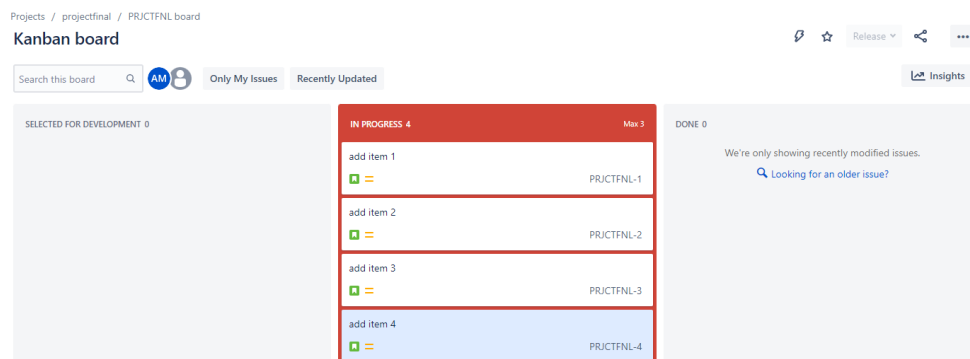 Projects / projectfinal / PRJCTFNL board
Kanban board
Release
Search this board
AM
Only My Issues
Recently Updated
Insights
SELECTED FOR DEVELOPMENT 0
IN PROGRESS 4
Max 3
DONE 0
add item 1
PRJCTFNL-1
add item 2
PRJCTFNL-2
add item 3
PRJCTFNL-3
add item 4
PRJCTFNL-4
We're only showing recently modified issues.
Looking for an older issue?